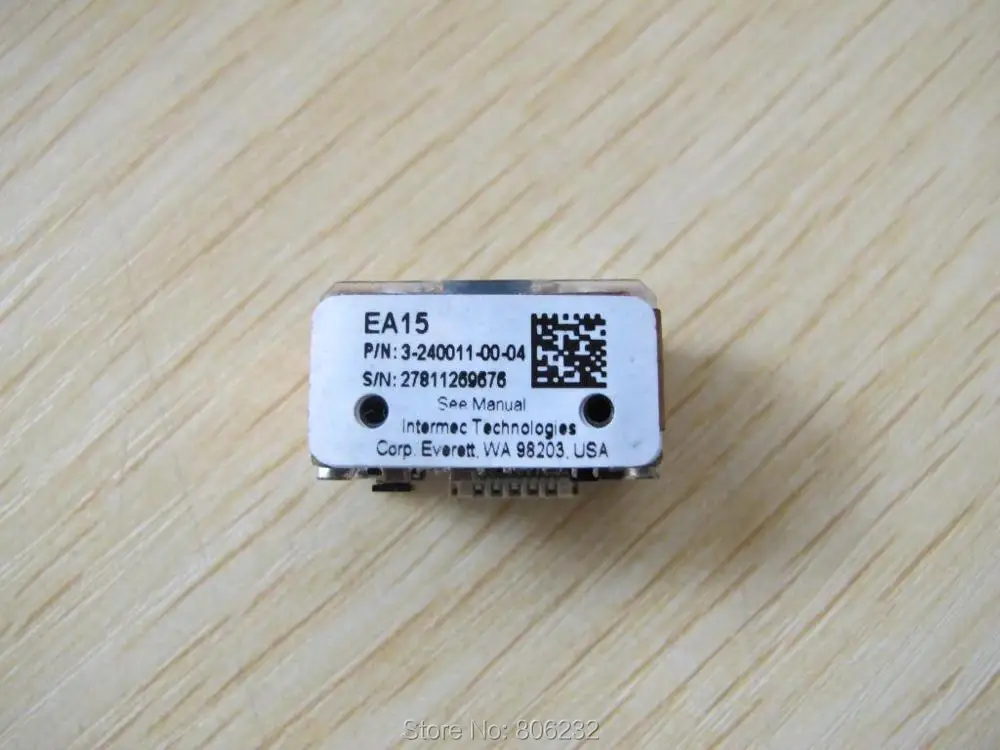 EA15
P/N: 3-240011-00-04
S/N: 27811269676
See Manual
Intermec Technologies
Corp. Everett, WA 98203, USA
Store No: 806232